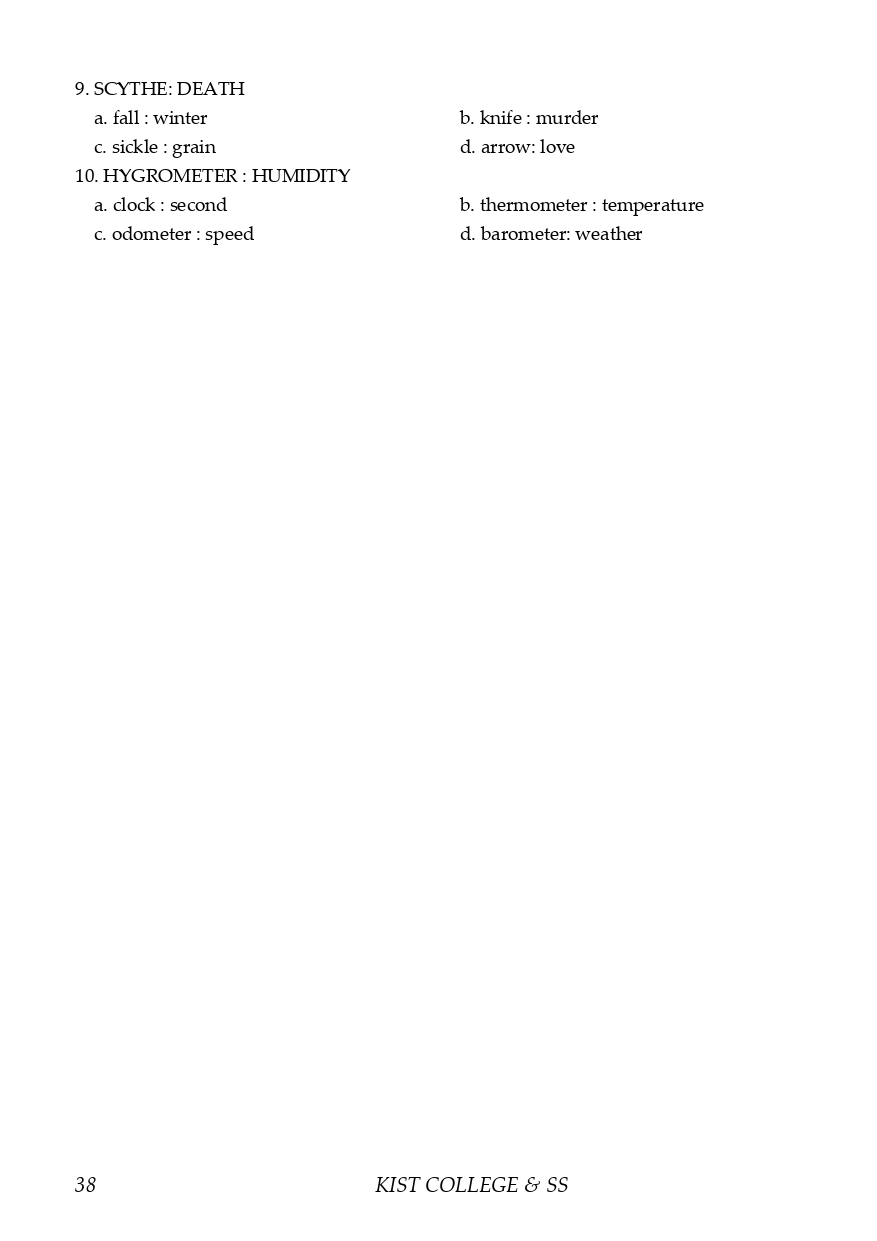 9. SCYTHE: DEATH
a. fall : winter b. knife : murder
c. sickle : grain d. arrow: love
10. HYGROMETER : HUMIDITY
a. clock : second b. thermometer : temperature
c. odometer : speed d. barometer: weather
38 KIST COLLEGE & SS